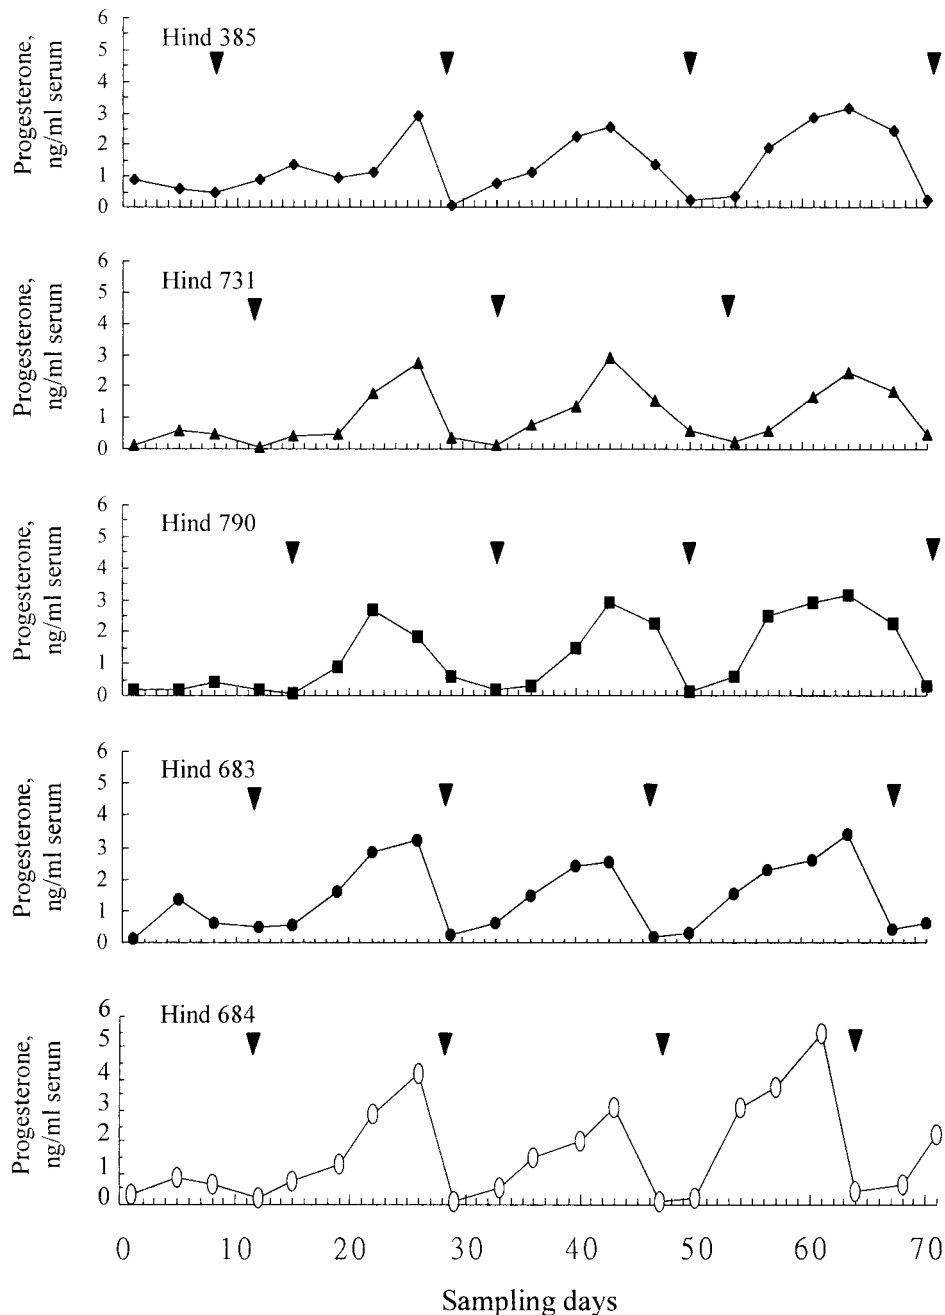 Hind 385
Progesterone,
ng/ml serum
6
5
4
3
2
1
0
Hind 731
Progesterone,
ng/ml serum
6
5
4
3
2
1
0
Hind 790
Progesterone,
ng/ml serum
6
5
4
3
2
1
0
Hind 683
Progesterone,
ng/ml serum
6
5
4
3
2
1
0
Hind 684
Progesterone,
ng/ml serum
6
5
4
3
2
1
0
0 10 20 30 40 50 60 70
Sampling days